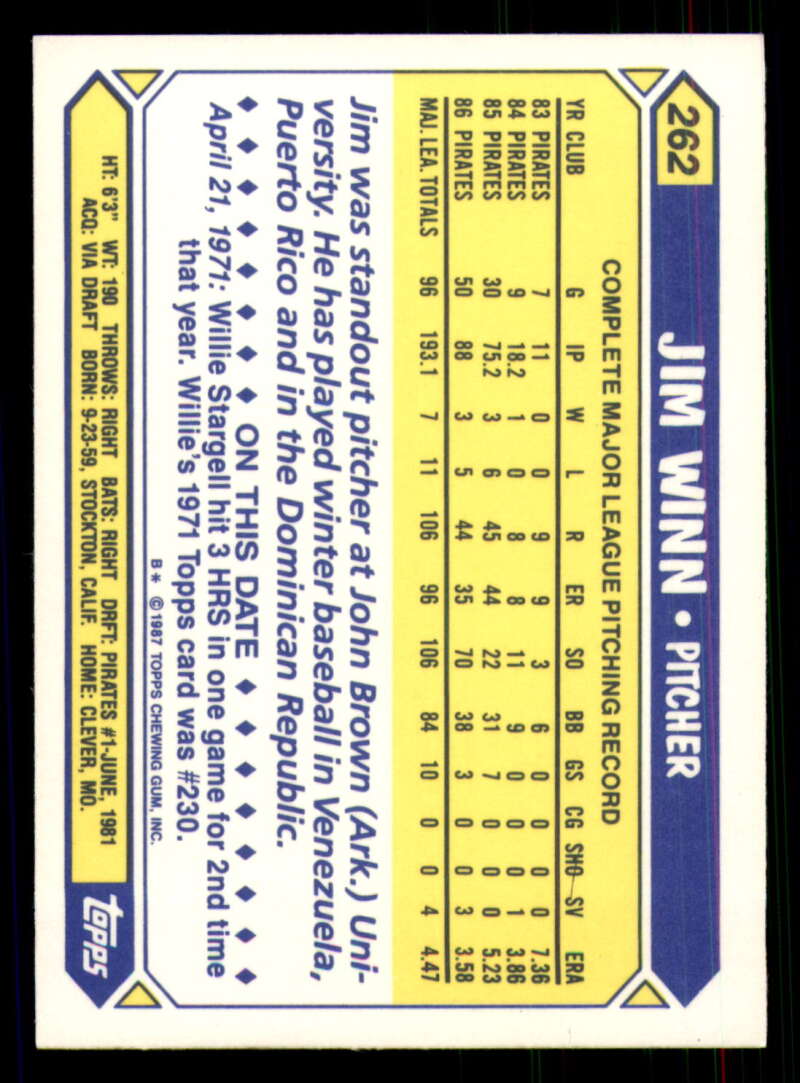 262
JIM WINN • PITCHER
COMPLETE MAJOR LEAGUE PITCHING RECORD
YR CLUB G IP W L R ER SO BB GS CG SHO SV ERA
83 PIRATES 7 11 0 0 9 9 3 6 0 0 0 0 7.36
84 PIRATES 9 18.2 1 0 8 8 11 9 0 0 0 1 3.86
85 PIRATES 30 75.2 3 6 45 44 22 31 7 0 0 0 5.23
86 PIRATES 50 88 3 5 44 35 70 38 3 0 0 3 3.58
MAJ. LEA. TOTALS 96 193.1 7 11 106 96 106 84 10 0 0 4 4.47
Jim was standout pitcher at John Brown (Ark.) Uni-
versity. He has played winter baseball in Venezuela,
Puerto Rico and in the Dominican Republic.
◆ ◆ ◆ ◆ ◆ ◆ ◆ ON THIS DATE ◆ ◆ ◆ ◆ ◆ ◆ ◆
April 21, 1971: Willie Stargell hit 3 HRS in one game for 2nd time
that year. Willie's 1971 Topps card was #230.
B* ©1987 TOPPS CHEWING GUM, INC.
HT: 6'3" WT: 190 THROWS: RIGHT BATS: RIGHT DRFT: PIRATES #1-JUNE, 1981
ACQ: VIA DRAFT BORN: 9-23-59, STOCKTON, CALIF. HOME: CLEVER, MO.
topps